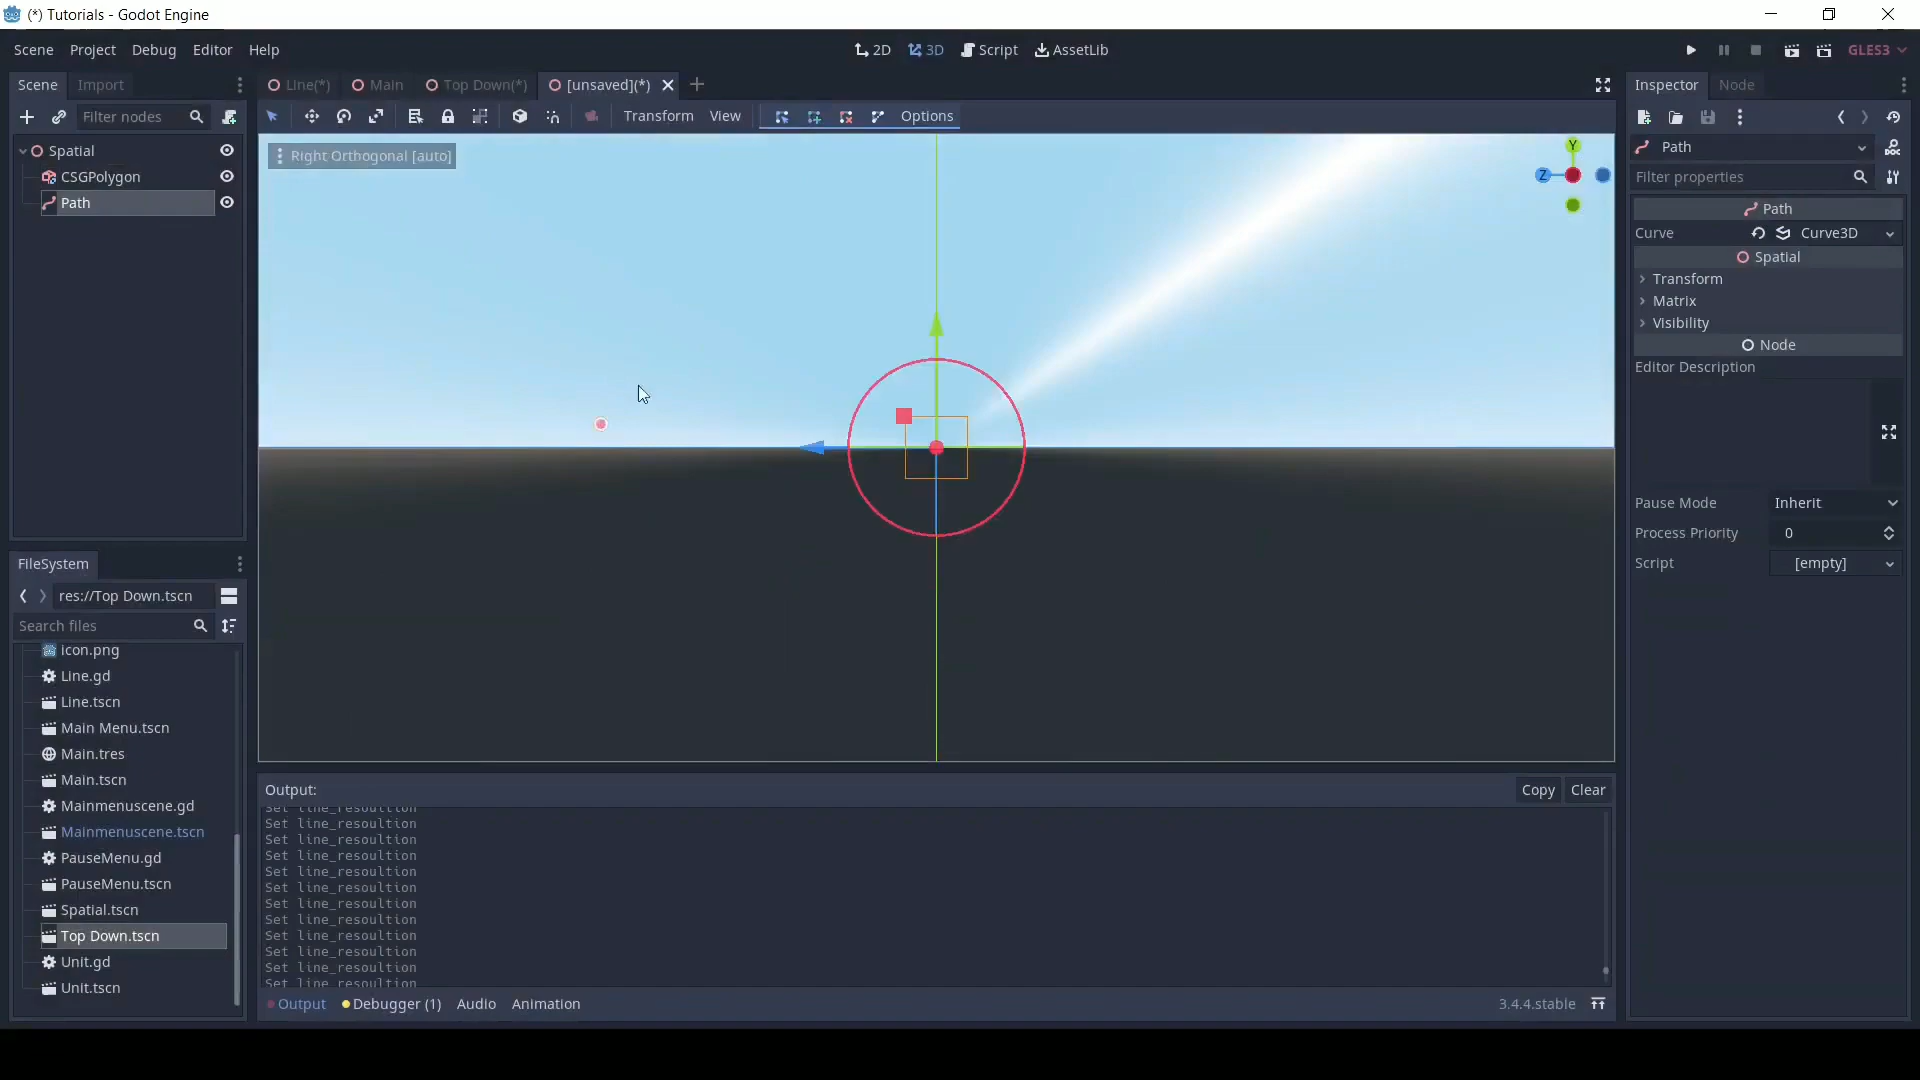 (*) Tutorials - Godot Engine
Scene Project Debug Editor Help
2D 3D Script AssetLib
GLES3
Scene Import
Line(*) Main Top Down(*) [unsaved](*)
Inspector Node
Filter nodes
Transform View Options
Spatial
CSGPolygon
Path
Right Orthogonal [auto]
Y
Z
Path
Filter properties
Path
Curve Curve3D
Spatial
Transform
Matrix
Visibility
Node
Editor Description
Pause Mode Inherit
Process Priority 0
Script [empty]
FileSystem
res://Top Down.tscn
Search files
icon.png
Line.gd
Line.tscn
Main Menu.tscn
Main.tres
Main.tscn
Mainmenuscene.gd
Mainmenuscene.tscn
PauseMenu.gd
PauseMenu.tscn
Spatial.tscn
Top Down.tscn
Unit.gd
Unit.tscn
Output: Copy Clear
Set line_resoultion
Set line_resoultion
Set line_resoultion
Set line_resoultion
Set line_resoultion
Set line_resoultion
Set line_resoultion
Set line_resoultion
Set line_resoultion
Set line_resoultion
Set line_resoultion
Set line_resoultion
Output Debugger (1) Audio Animation 3.4.4.stable